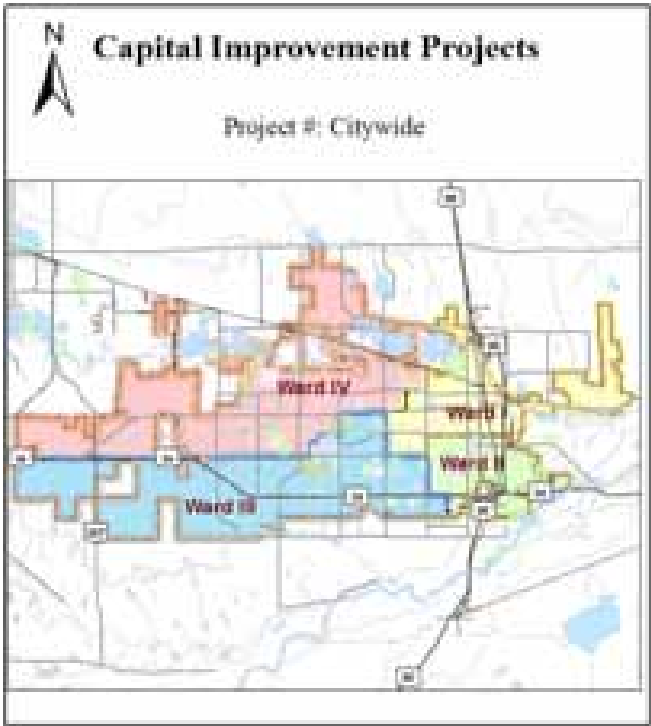 N
Capital Improvement Projects
Project #: Citywide
Ward IV
Ward I
Ward II
Ward III